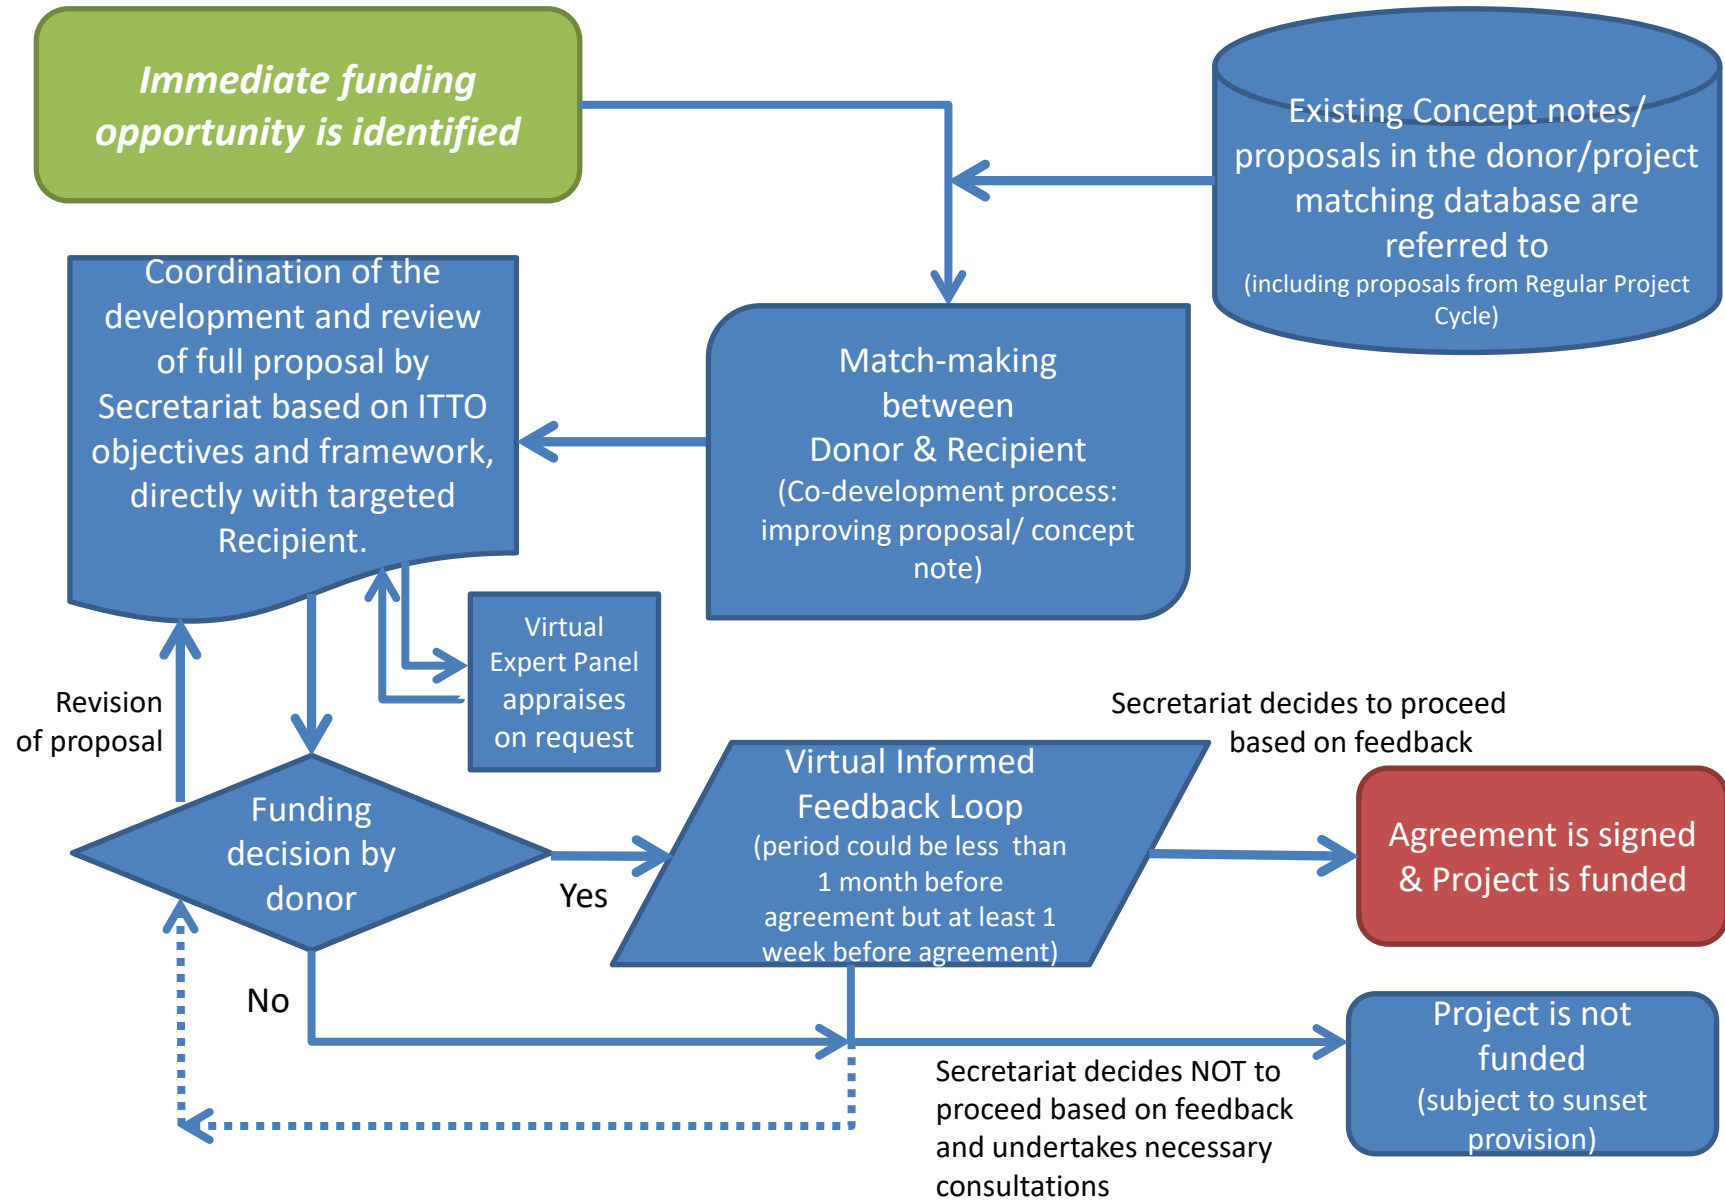 Immediate funding
opportunity is identified
Existing Concept notes/
proposals in the donor/project
matching database are
referred to
(including proposals from Regular Project
Cycle)
Coordination of the
development and review
of full proposal by
Secretariat based on ITTO
objectives and framework,
directly with targeted
Recipient.
Match-making
between
Donor & Recipient
(Co-development process:
improving proposal/ concept
note)
Virtual
Expert Panel
appraises
on request
Revision
of proposal
Secretariat decides to proceed
based on feedback
Funding
decision by
donor
Yes
Virtual Informed
Feedback Loop
(period could be less than
1 month before
agreement but at least 1
week before agreement)
Agreement is signed
& Project is funded
No
Secretariat decides NOT to
proceed based on feedback
and undertakes necessary
consultations
Project is not
funded
(subject to sunset
provision)